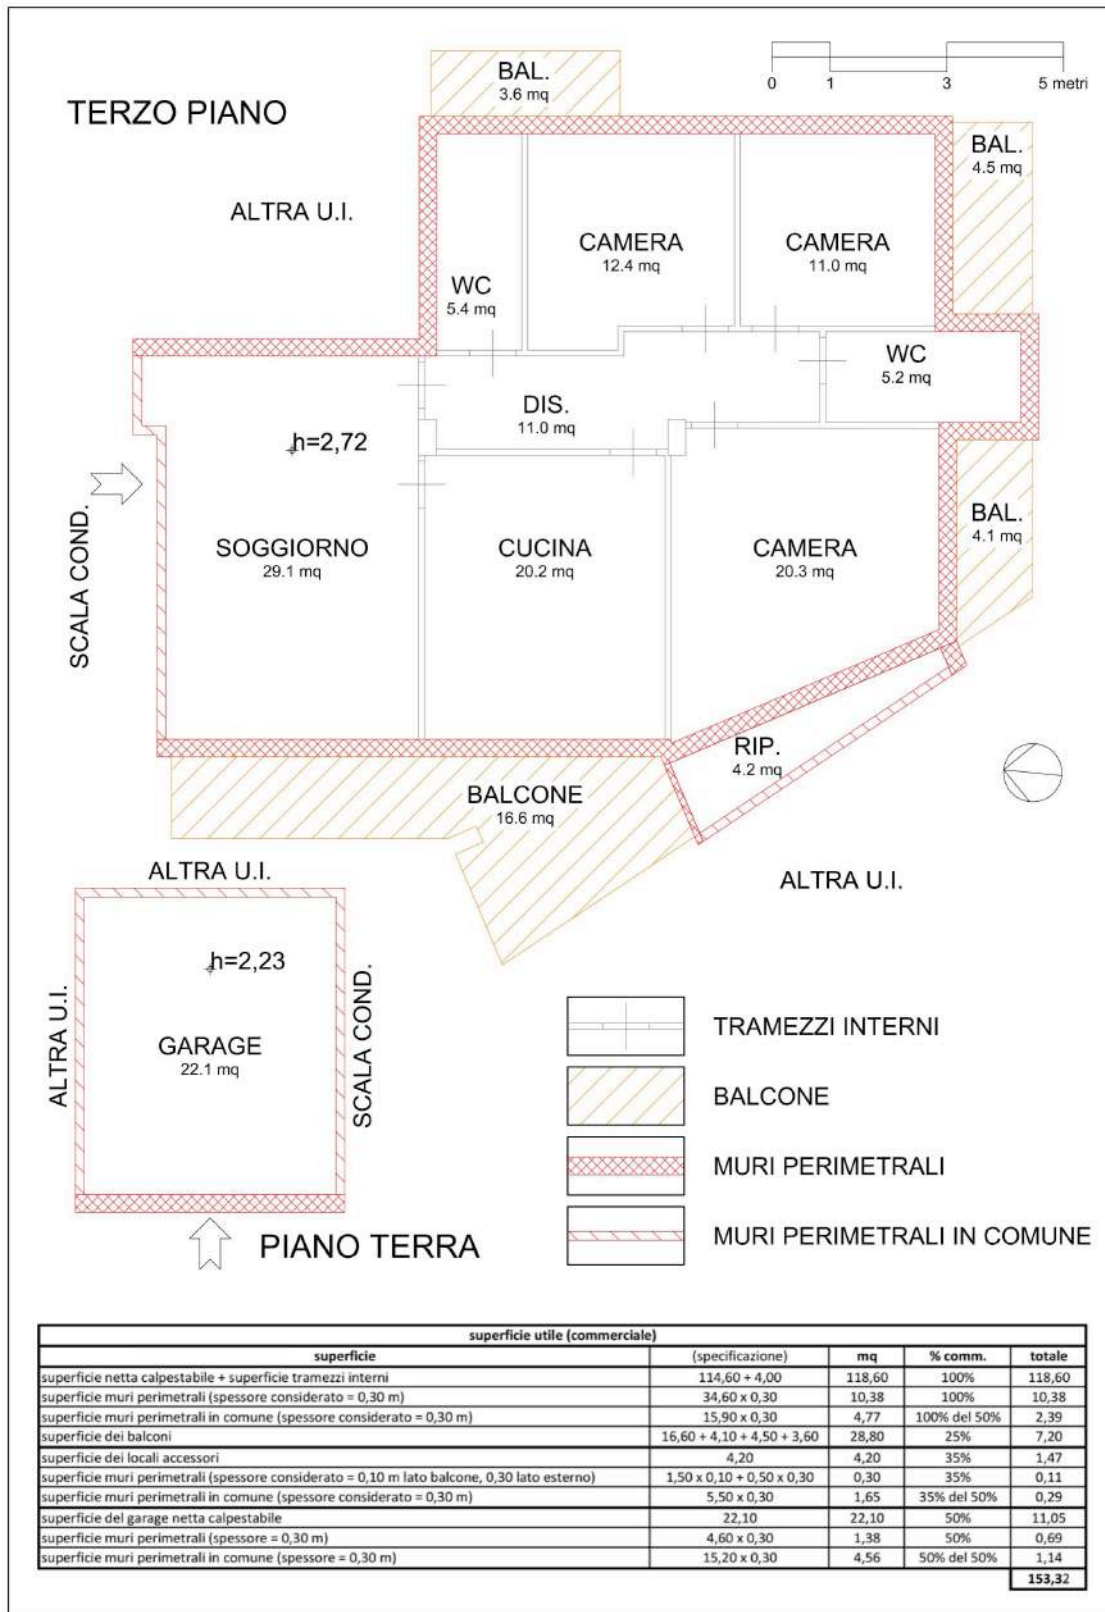 BAL.
3.6 mq
0 1 3 5 metri
TERZO PIANO
BAL.
4.5 mq
ALTRA U.I.
CAMERA
12.4 mq
CAMERA
11.0 mq
WC
5.4 mq
WC
5.2 mq
DIS.
11.0 mq
h=2,72
SCALA COND.
SOGGIORNO
29.1 mq
CUCINA
20.2 mq
CAMERA
20.3 mq
BAL.
4.1 mq
RIP.
4.2 mq
BALCONE
16.6 mq
ALTRA U.I.
ALTRA U.I.
h=2,23
ALTRA U.I.
SCALA COND.
GARAGE
22.1 mq
PIANO TERRA
TRAMEZZI INTERNI
BALCONE
MURI PERIMETRALI
MURI PERIMETRALI IN COMUNE
superficie utile (commerciale)
superficie (specificazione) mq % comm. totale
superficie netta calpestabile + superficie tramezzi interni 114,60 + 4,00 118,60 100% 118,60
superficie muri perimetrali (spessore considerato = 0,30 m) 34,60 x 0,30 10,38 100% 10,38
superficie muri perimetrali in comune (spessore considerato = 0,30 m) 15,90 x 0,30 4,77 100% del 50% 2,39
superficie dei balconi 16,60 + 4,10 + 4,50 + 3,60 28,80 25% 7,20
superficie dei locali accessori 4,20 4,20 35% 1,47
superficie muri perimetrali (spessore considerato = 0,10 m lato balcone, 0,30 lato esterno) 1,50 x 0,10 + 0,50 x 0,30 0,30 35% 0,11
superficie muri perimetrali in comune (spessore considerato = 0,30 m) 5,50 x 0,30 1,65 35% del 50% 0,29
superficie del garage netta calpestabile 22,10 22,10 50% 11,05
superficie muri perimetrali (spessore = 0,30 m) 4,60 x 0,30 1,38 50% 0,69
superficie muri perimetrali in comune (spessore = 0,30 m) 15,20 x 0,30 4,56 50% del 50% 1,14
153,32